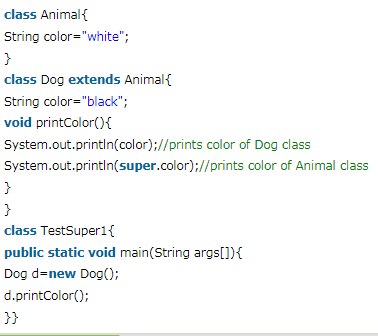 class Animal{
String color="white";
}
class Dog extends Animal{
String color="black";
void printColor(){
System.out.println(color);//prints color of Dog class
System.out.println(super.color);//prints color of Animal class
}
}
class TestSuper1{
public static void main(String args[]){
Dog d=new Dog();
d.printColor();
}}